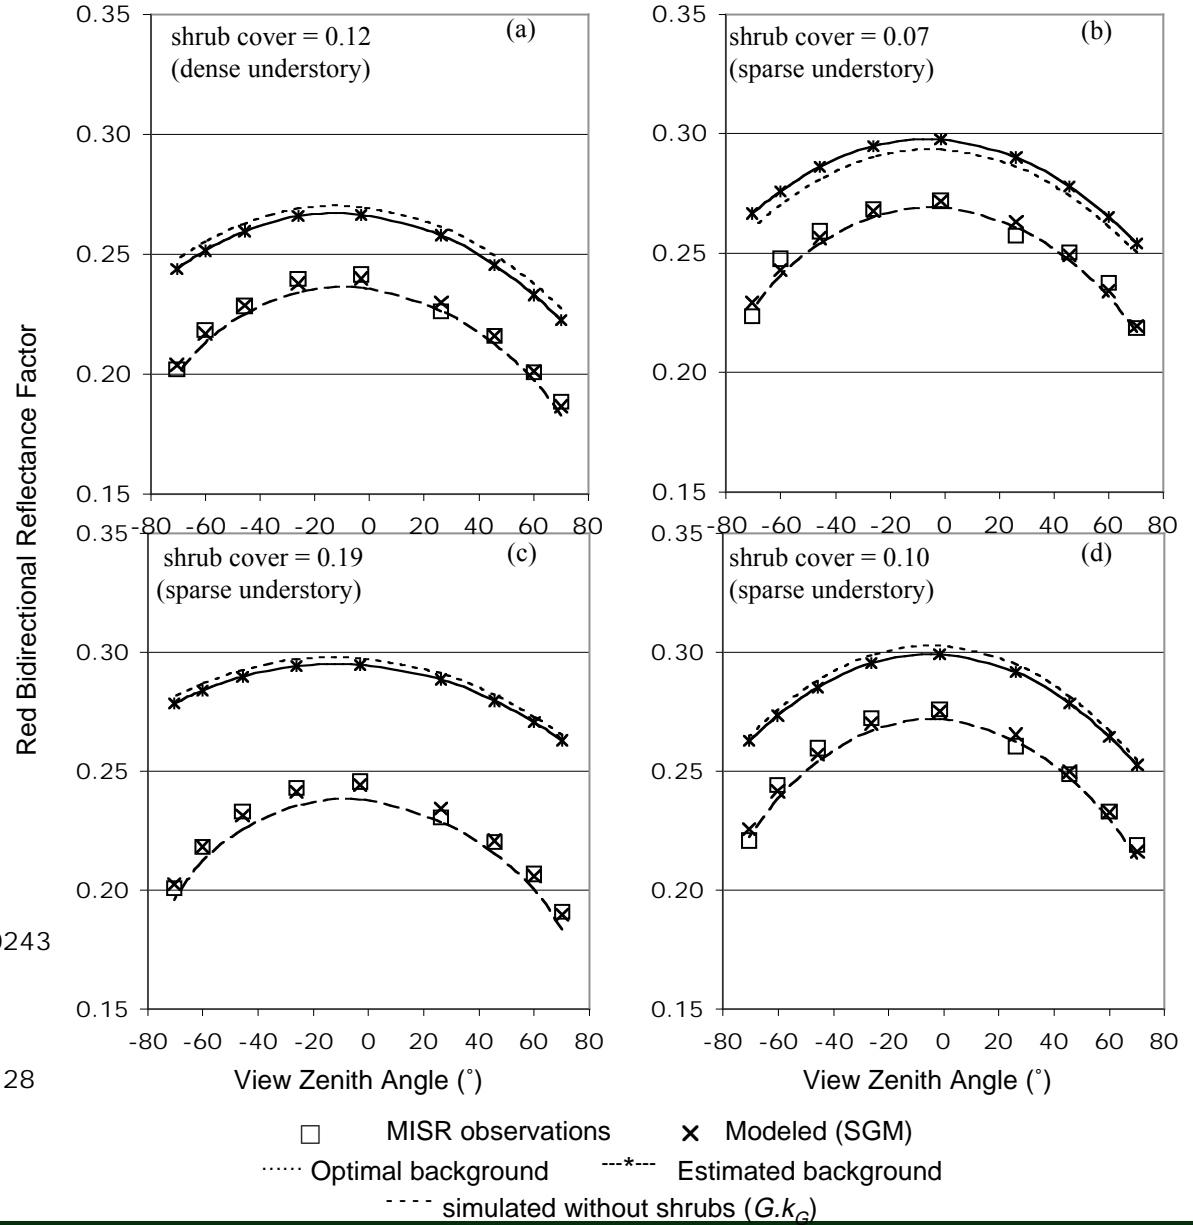 0.35
shrub cover = 0.12
(a)
(dense understory)
0.30
0.25
0.20
0.15
-80 -60 -40 -20 0 20 40 60 80
0.35
shrub cover = 0.07
(b)
(sparse understory)
0.30
0.25
0.20
0.15
-80 -60 -40 -20 0 20 40 60 80
Red Bidirectional Reflectance Factor
0.35
shrub cover = 0.19
(c)
(sparse understory)
0.30
0.25
0.20
0.15
-80 -60 -40 -20 0 20 40 60 80
View Zenith Angle (°)
0.35
shrub cover = 0.10
(d)
(sparse understory)
0.30
0.25
0.20
0.15
-80 -60 -40 -20 0 20 40 60 80
View Zenith Angle (°)
0243
28
MISR observations
Modeled (SGM)
Optimal background
Estimated background
simulated without shrubs (G.kG)